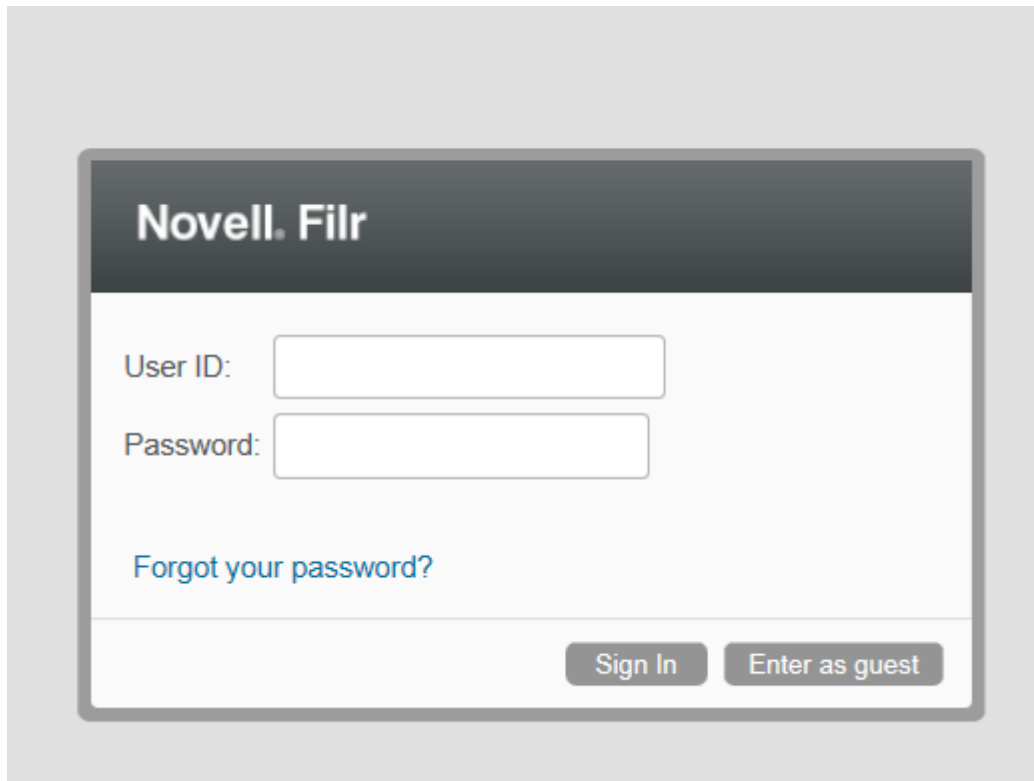 Novell. Filr
User ID:
Password:
Forgot your password?
Sign In Enter as guest